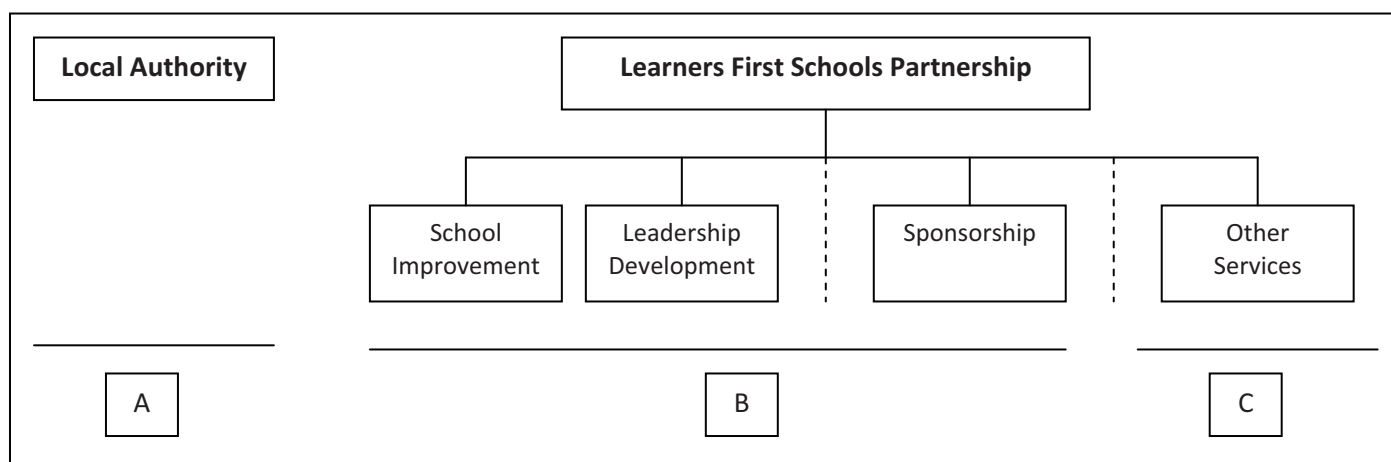 Local Authority
Learners First Schools Partnership
School
Improvement
Leadership
Development
Sponsorship
Other
Services
A
B
C